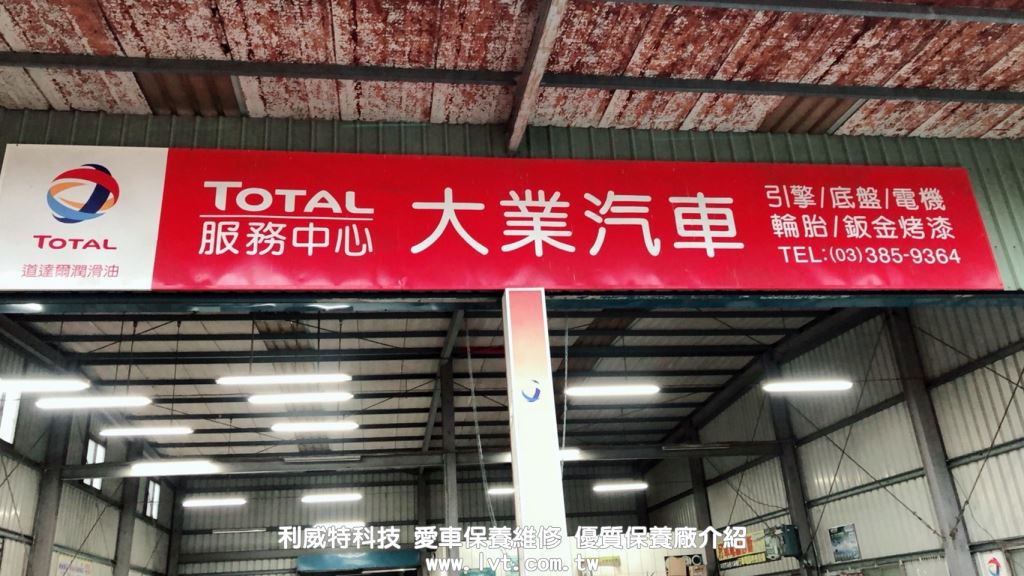 TOTAL
道達爾潤滑油
TOTAL
服務中心
大業汽車
引擎/底盤/電機
輪胎/鈑金烤漆
TEL:(03)385-9364
利威特科技 愛車保養維修 優質保養廠介紹
www.lvt.com.tw